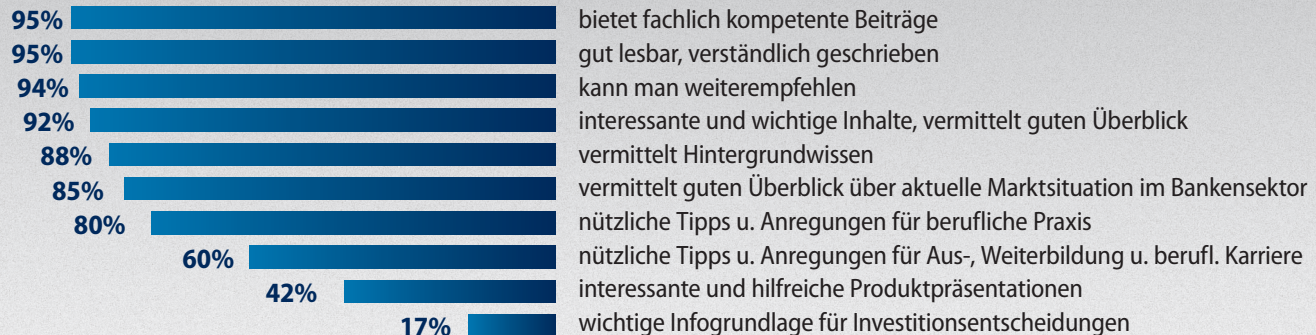 95% bietet fachlich kompetente Beiträge
95% gut lesbar, verständlich geschrieben
94% kann man weiterempfehlen
92% interessante und wichtige Inhalte, vermittelt guten Überblick
88% vermittelt Hintergrundwissen
85% vermittelt guten Überblick über aktuelle Marktsituation im Bankensektor
80% nützliche Tipps u. Anregungen für berufliche Praxis
60% nützliche Tipps u. Anregungen für Aus-, Weiterbildung u. berufl. Karriere
42% interessante und hilfreiche Produktpräsentationen
17% wichtige Infogrundlage für Investitionsentscheidungen